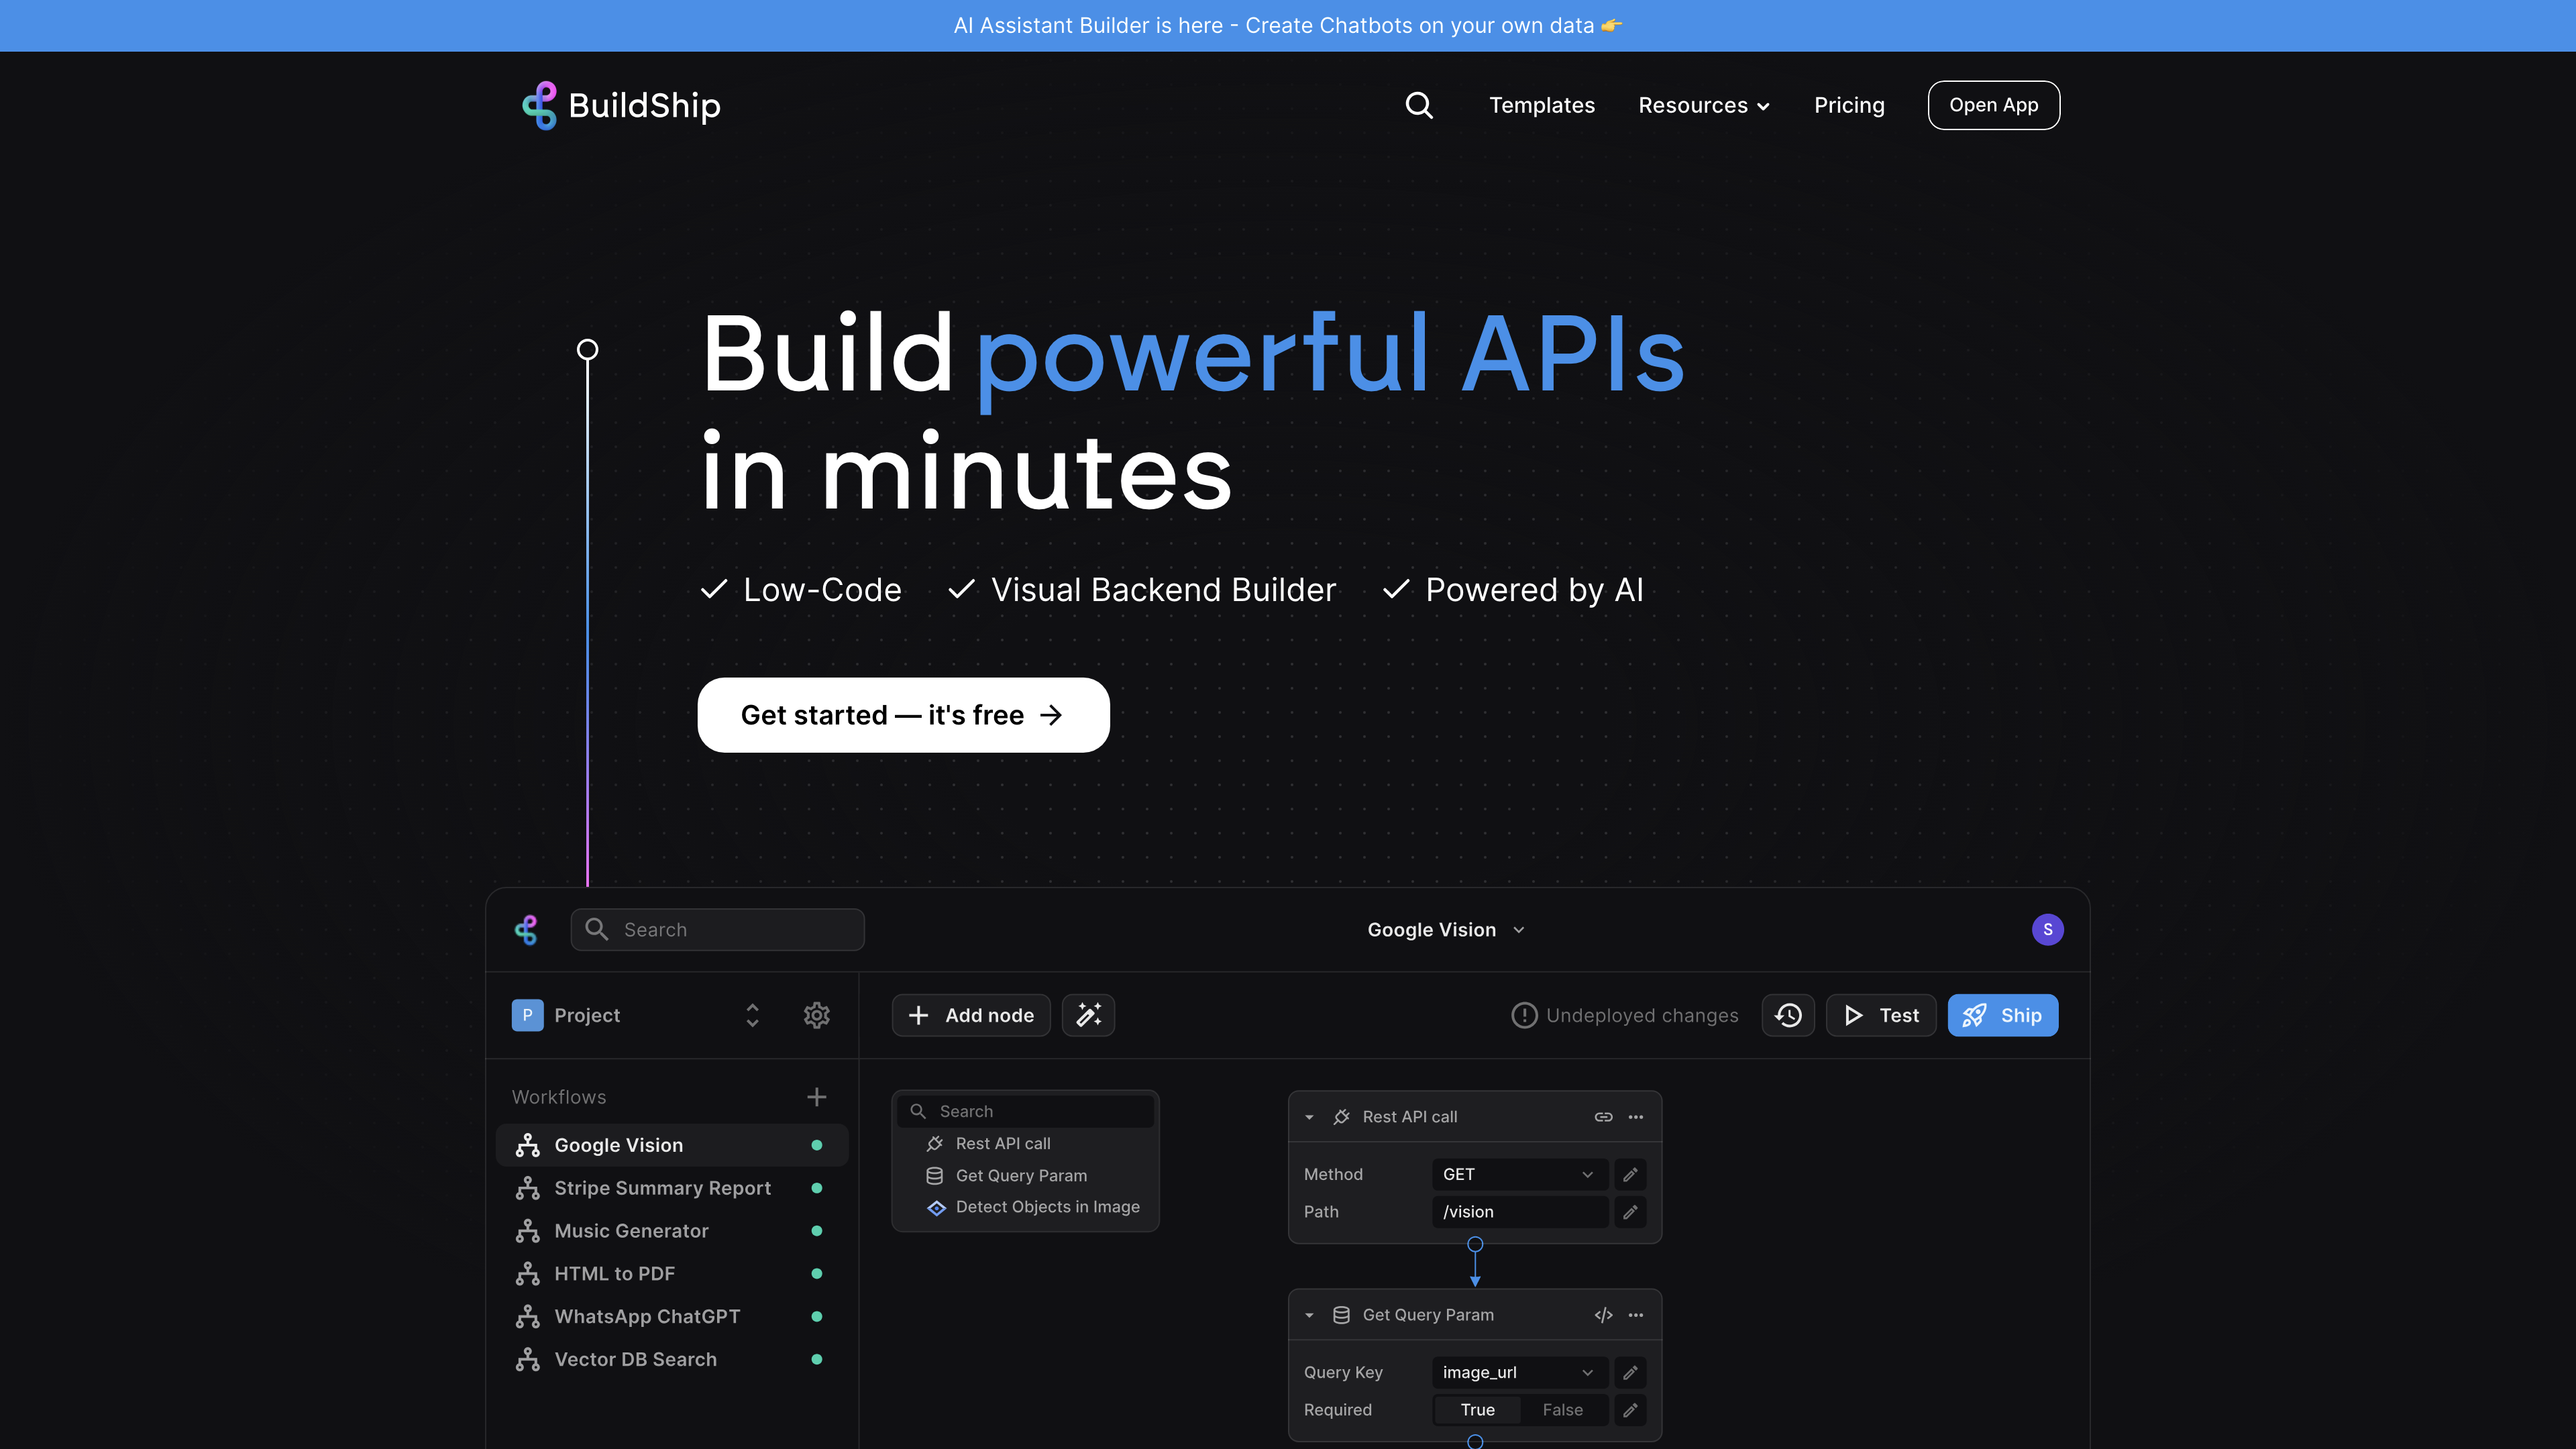 AI Assistant Builder is here - Create Chatbots on your own data 👉
BuildShip
Templates
Resources
Pricing
Open App
Build powerful APIs
in minutes
Low-Code
Visual Backend Builder
Powered by AI
Get started — it's free →
Search
Google Vision
S
P
Project
Add node
Undeployed changes
Test
Ship
Workflows
Google Vision
Stripe Summary Report
Music Generator
HTML to PDF
WhatsApp ChatGPT
Vector DB Search
Search
Rest API call
Get Query Param
Detect Objects in Image
Rest API call
Method GET
Path /vision
Get Query Param
Query Key image_url
Required True False